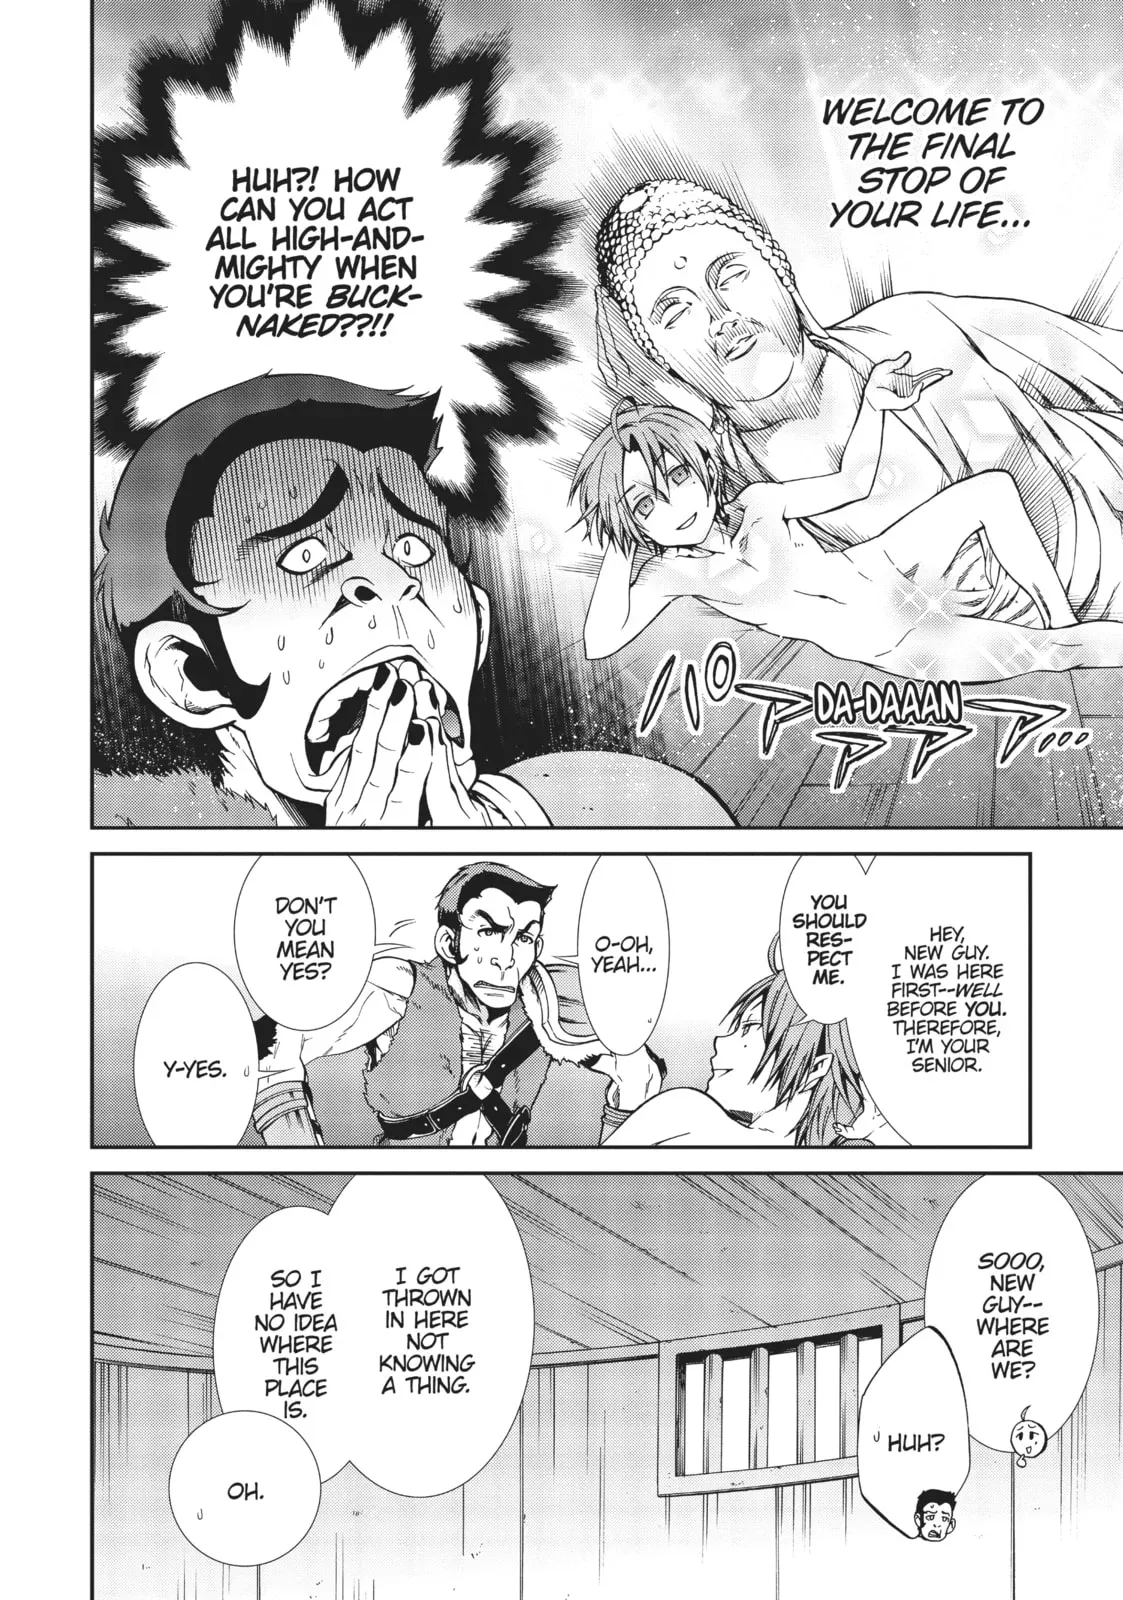 WELCOME TO
THE FINAL
STOP OF
YOUR LIFE...
パァァァァ...
DA-DAAAN
HUH?! HOW
CAN YOU ACT
ALL HIGH-AND-
MIGHTY WHEN
YOU'RE BUCK-
NAKED??!!
HEY,
NEW GUY.
I WAS HERE
FIRST--WELL
BEFORE YOU.
THEREFORE,
I'M YOUR
SENIOR.
YOU
SHOULD
RES-
PECT
ME.
O-OH,
YEAH...
DON'T
YOU
MEAN
YES?
Y-YES.
SOOO,
NEW
GUY--
WHERE
ARE
WE?
HUH?
I GOT
THROWN
IN HERE
NOT
KNOWING
A THING.
SO I
HAVE
NO IDEA
WHERE
THIS
PLACE
IS.
OH.